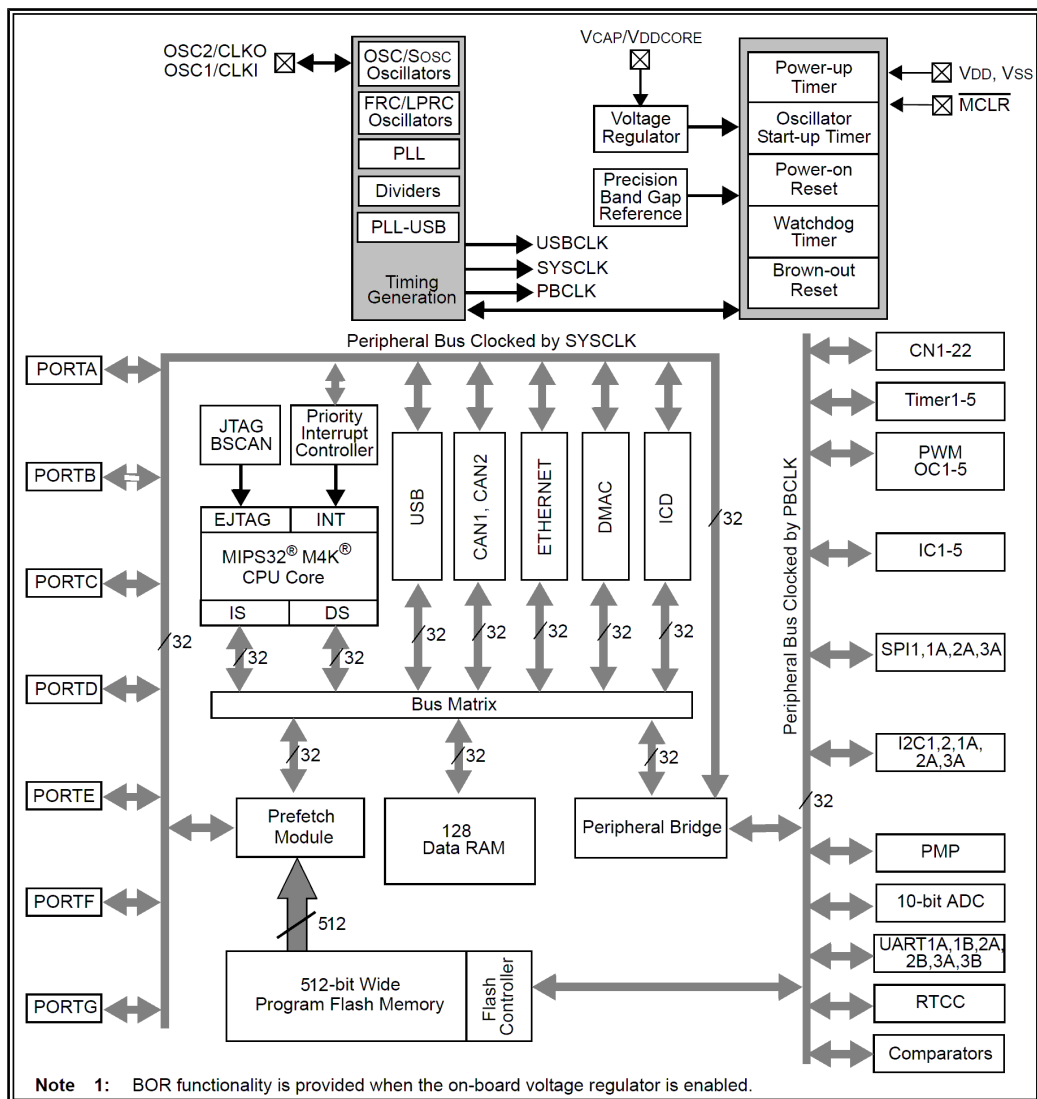 OSC2/CLKO
OSC1/CLKI
OSC/SOSC
Oscillators
FRC/LPRC
Oscillators
PLL
Dividers
PLL-USB
Timing
Generation
USBCLK
SYSCLK
PBCLK
VCAP/VDDCORE
Voltage
Regulator
Precision
Band Gap
Reference
Power-up
Timer
Oscillator
Start-up Timer
Power-on
Reset
Watchdog
Timer
Brown-out
Reset
VDD, VSS
MCLR
Peripheral Bus Clocked by SYSCLK
PORTA
PORTB
PORTC
PORTD
PORTE
PORTF
PORTG
32
JTAG
BSCAN
Priority
Interrupt
Controller
EJTAG
INT
MIPS32® M4K®
CPU Core
IS
DS
USB
CAN1, CAN2
ETHERNET
DMAC
ICD
32
32
32
32
32
32
32
32
Bus Matrix
32
32
32
Prefetch
Module
128
Data RAM
Peripheral Bridge
512
512-bit Wide
Program Flash Memory
Flash
Controller
Peripheral Bus Clocked by PBCLK
32
CN1-22
Timer1-5
PWM
OC1-5
IC1-5
SPI1,1A,2A,3A
I2C1,2,1A,
2A,3A
PMP
10-bit ADC
UART1A,1B,2A,
2B,3A,3B
RTCC
Comparators
Note 1: BOR functionality is provided when the on-board voltage regulator is enabled.